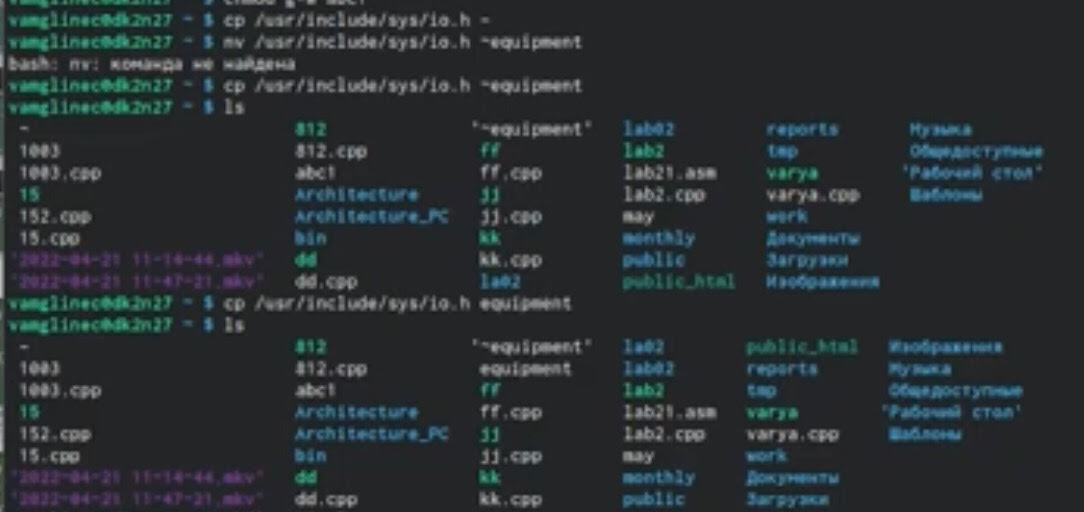 chmod g-w abc1
vamglinec@dk2n27 ~ $ cp /usr/include/sys/io.h ~
vamglinec@dk2n27 ~ $ nv /usr/include/sys/io.h ~equipment
bash: nv: команда не найдена
vamglinec@dk2n27 ~ $ cp /usr/include/sys/io.h ~equipment
vamglinec@dk2n27 ~ $ ls
~ 812 '~equipment' lab02 reports Музыка
1003 812.cpp ff lab2 tmp Общедоступные
1003.cpp abc1 ff.cpp lab21.asm varya 'Рабочий стол'
15 Architecture jj lab2.cpp varya.cpp Шаблоны
152.cpp Architecture_PC jj.cpp may work
15.cpp bin kk monthly Документы
'2022-04-21 11-14-44.mkv' dd kk.cpp public Загрузки
'2022-04-21 11-47-21.mkv' dd.cpp la02 public_html Изображения
vamglinec@dk2n27 ~ $ cp /usr/include/sys/io.h equipment
vamglinec@dk2n27 ~ $ ls
~ 812 '~equipment' la02 public_html Изображения
1003 812.cpp equipment lab02 reports Музыка
1003.cpp abc1 ff lab2 tmp Общедоступные
15 Architecture ff.cpp lab21.asm varya 'Рабочий стол'
152.cpp Architecture_PC jj lab2.cpp varya.cpp Шаблоны
15.cpp bin jj.cpp may work
'2022-04-21 11-14-44.mkv' dd kk monthly Документы
'2022-04-21 11-47-21.mkv' dd.cpp kk.cpp public Загрузки